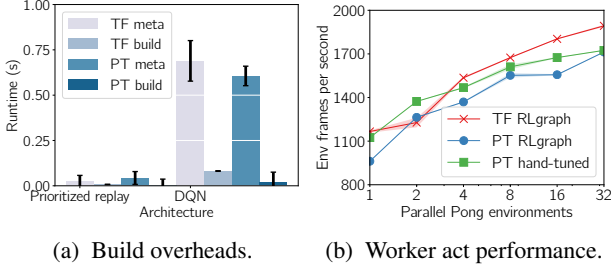 1.00
0.75
0.50
0.25
0.00
Runtime (s)
TF meta
TF build
PT meta
PT build
Prioritized replay
DQN
Architecture
(a) Build overheads.
2000
1700
1400
1100
800
Env frames per second
TF RLgraph
PT RLgraph
PT hand-tuned
1 2 4 8 16 32
Parallel Pong environments
(b) Worker act performance.